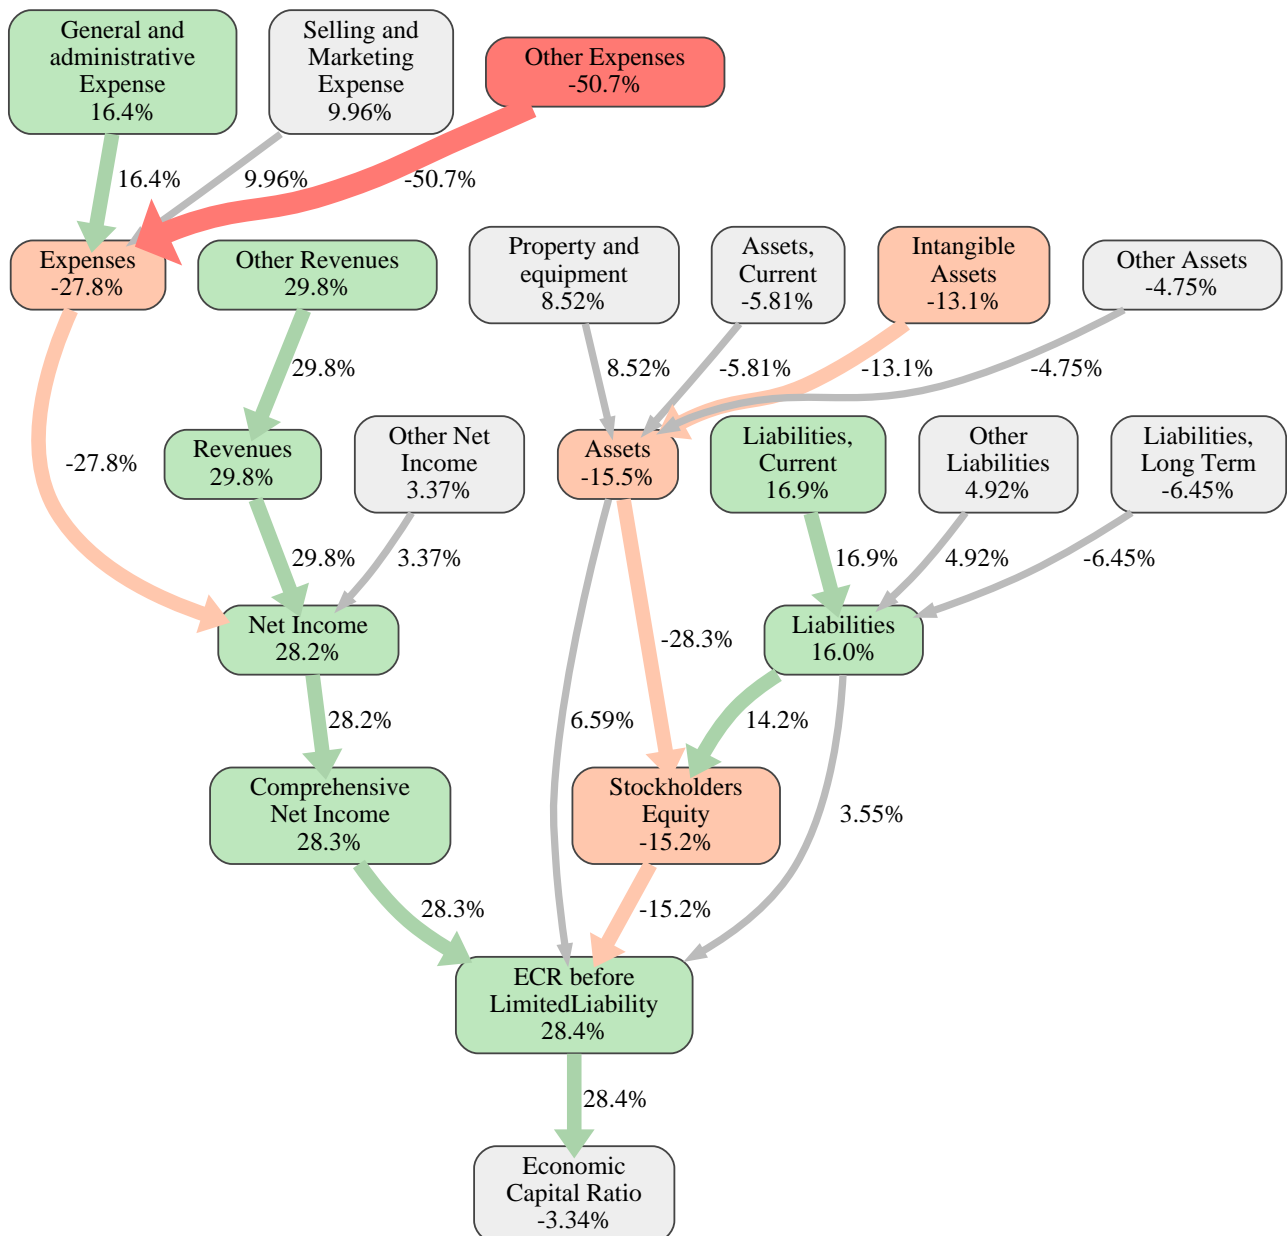 General and
administrative
Expense
16.4%
Selling and
Marketing
Expense
9.96%
Other Expenses
-50.7%
16.4%
9.96%
-50.7%
Expenses
-27.8%
Other Revenues
29.8%
Property and
equipment
8.52%
Assets,
Current
-5.81%
Intangible
Assets
-13.1%
Other Assets
-4.75%
29.8%
8.52%
-5.81%
-13.1%
-4.75%
-27.8%
Revenues
29.8%
Other Net
Income
3.37%
Assets
-15.5%
Liabilities,
Current
16.9%
Other
Liabilities
4.92%
Liabilities,
Long Term
-6.45%
29.8%
3.37%
16.9%
4.92%
-6.45%
Net Income
28.2%
-28.3%
Liabilities
16.0%
28.2%
6.59%
14.2%
Comprehensive
Net Income
28.3%
Stockholders
Equity
-15.2%
3.55%
28.3%
-15.2%
ECR before
LimitedLiability
28.4%
28.4%
Economic
Capital Ratio
-3.34%